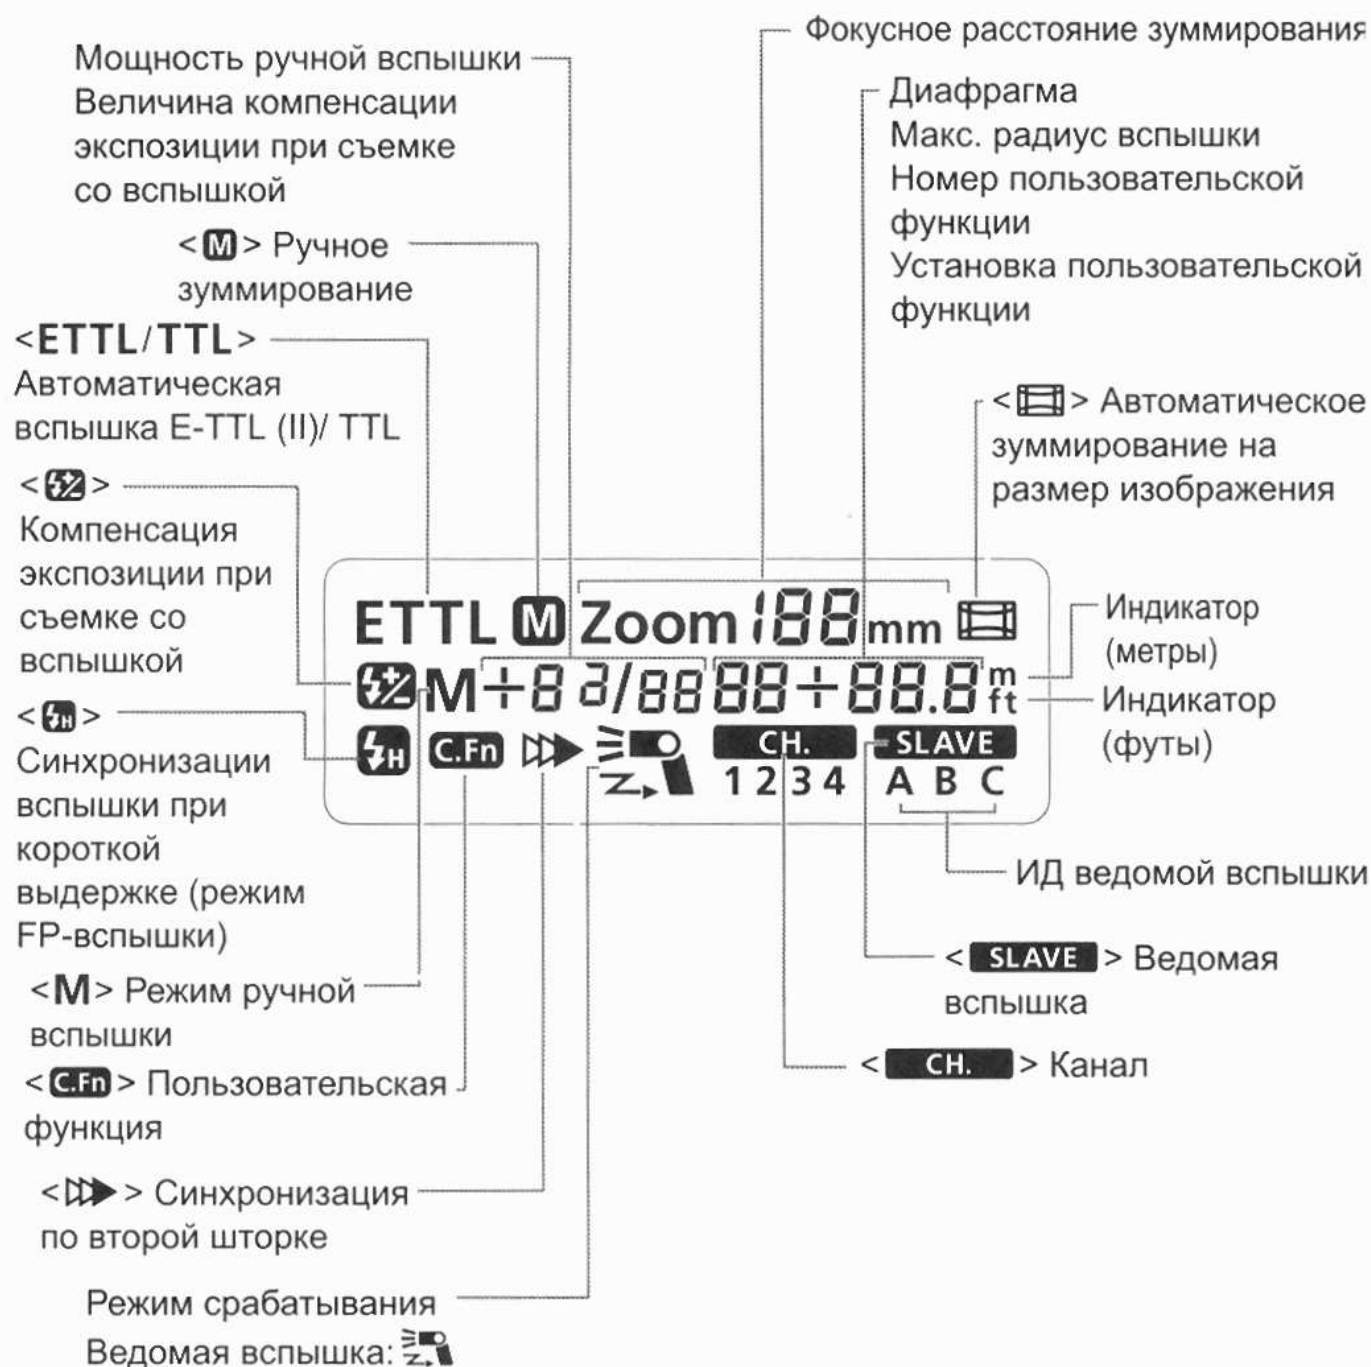 Фокусное расстояние зуммирования
Мощность ручной вспышки
Величина компенсации
экспозиции при съемке
со вспышкой
Диафрагма
Макс. радиус вспышки
Номер пользовательской
функции
Установка пользовательской
функции
<M> Ручное
зуммирование
<ETTL/TTL>
Автоматическая
вспышка E-TTL (II)/ TTL
< > Автоматическое
зуммирование на
размер изображения
< >
Компенсация
экспозиции при
съемке со
вспышкой
ETTL M Zoom 188 mm
M ÷8 a/88 88÷88.8 m
ft
H C.Fn CH. SLAVE
1 2 3 4 A B C
Индикатор
(метры)
Индикатор
(футы)
<H>
Синхронизации
вспышки при
короткой
выдержке (режим
FP-вспышки)
ИД ведомой вспышки
<SLAVE> Ведомая
вспышка
<M> Режим ручной
вспышки
<CH.> Канал
<C.Fn> Пользовательская
функция
< > Синхронизация
по второй шторке
Режим срабатывания
Ведомая вспышка: